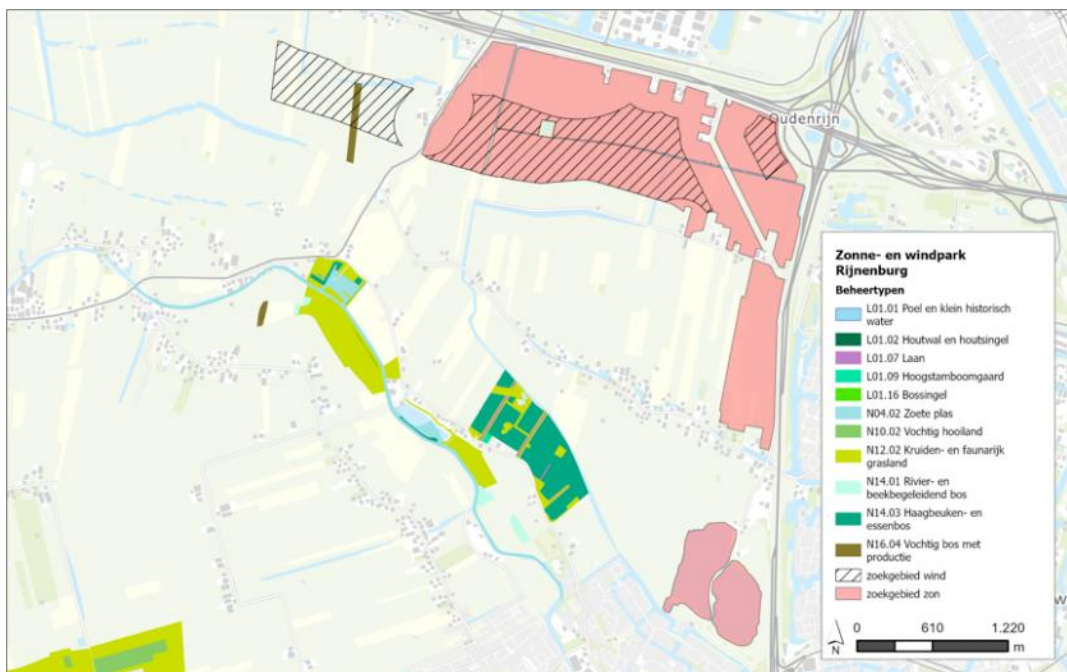 Oudenrijn
Zonne- en windpark
Rijnenburg
Beheertypen
L01.01 Poel en klein historisch
water
L01.02 Houtwal en houtsingel
L01.07 Laan
L01.09 Hoogstamboomgaard
L01.16 Bossingel
N04.02 Zoete plas
N10.02 Vochtig hooiland
N12.02 Kruiden- en faunarijk
grasland
N14.01 Rivier- en
beekbegeleidend bos
N14.03 Haagbeuken- en
essenbos
N16.04 Vochtig bos met
productie
zoekgebied wind
zoekgebied zon
0 610 1.220
m
N
W